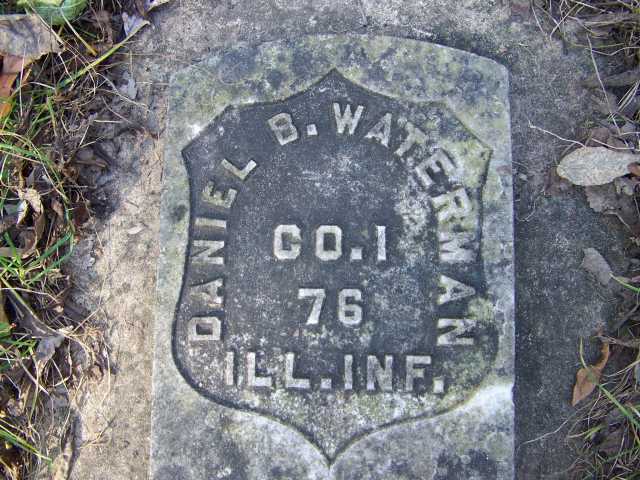 DANIEL B. WATERMAN
CO. I
76
ILL. INF.